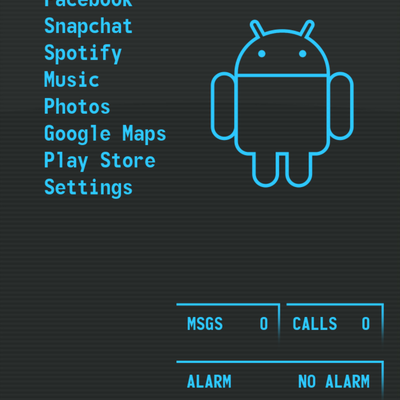 Facebook
Snapchat
Spotify
Music
Photos
Google Maps
Play Store
Settings
MSGS 0
CALLS 0
ALARM NO ALARM